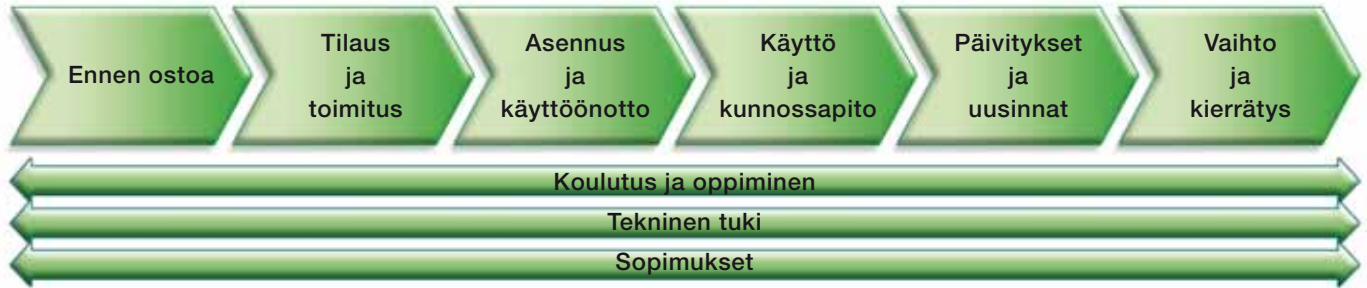 Ennen ostoa
Tilaus
ja
toimitus
Asennus
ja
käyttöönotto
Käyttö
ja
kunnossapito
Päivitykset
ja
uusinnat
Vaihto
ja
kierrätys
Koulutus ja oppiminen
Tekninen tuki
Sopimukset